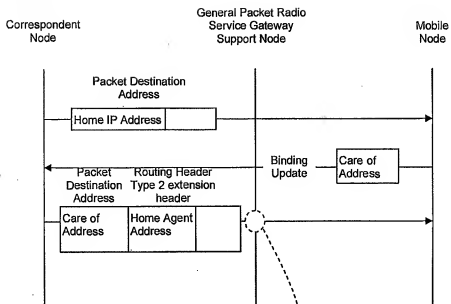 Correspondent
Node
General Packet Radio
Service Gateway
Support Node
Mobile
Node
Packet Destination
Address
Home IP Address
Binding
Update
Care of
Address
Packet
Destination
Address
Routing Header
Type 2 extension
header
Care of
Address
Home Agent
Address